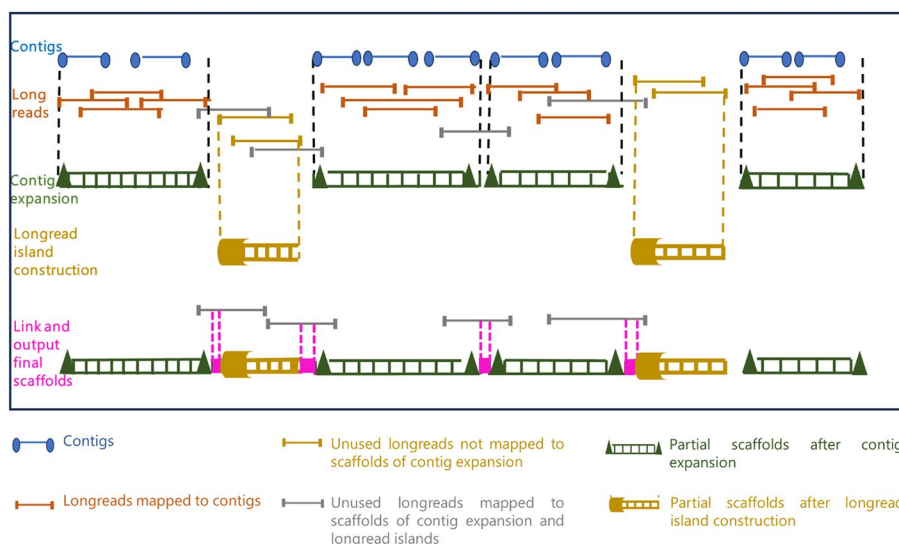 Contigs
Long
reads
Contig
expansion
Longread
island
construction
Link and
output
final
scaffolds
Contigs
Unused longreads not mapped to
scaffolds of contig expansion
Partial scaffolds after contig
expansion
Longreads mapped to contigs
Unused longreads mapped to
scaffolds of contig expansion and
longread islands
Partial scaffolds after longread
island construction